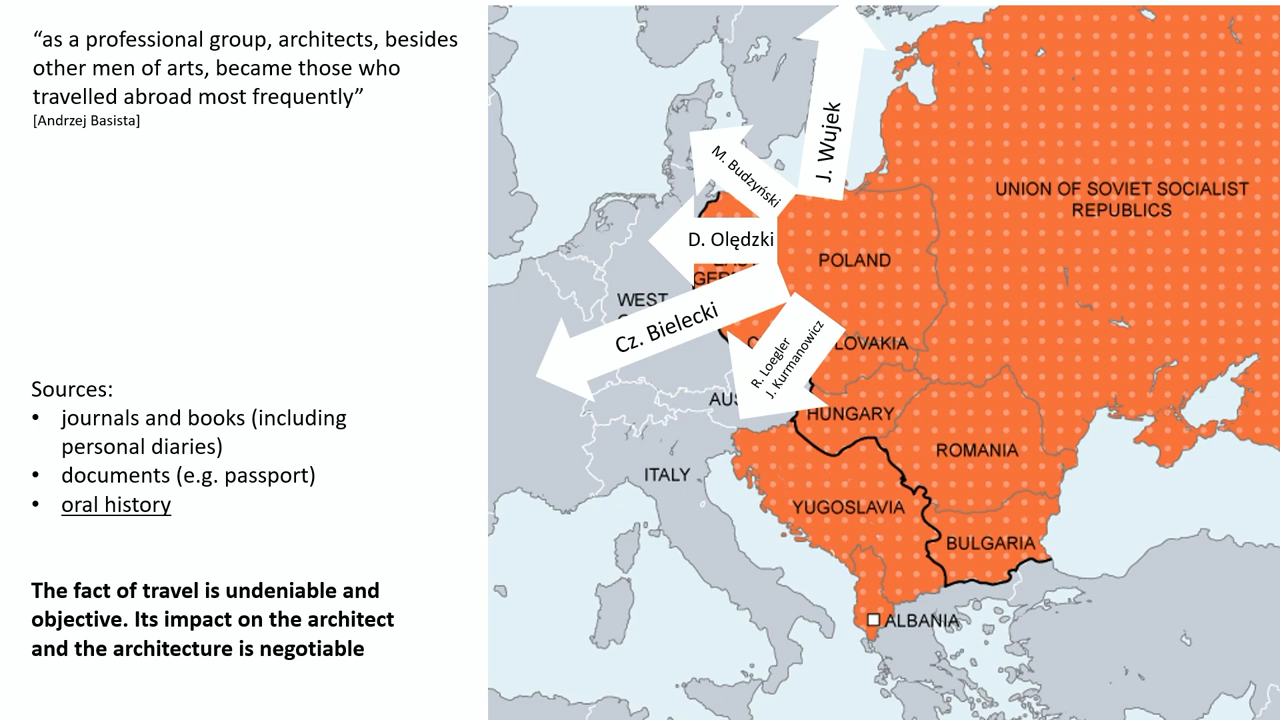 “as a professional group, architects, besides
other men of arts, became those who
travelled abroad most frequently”
[Andrzej Basista]
Sources:
• journals and books (including
personal diaries)
• documents (e.g. passport)
• oral history
The fact of travel is undeniable and
objective. Its impact on the architect
and the architecture is negotiable
J. Wujek
M. Budzyński
D. Olędzki
Cz. Bielecki
R. Loegler
J. Kurmanowicz
UNION OF SOVIET SOCIALIST
REPUBLICS
POLAND
WEST
LOVAKIA
HUNGARY
ROMANIA
ITALY
YUGOSLAVIA
BULGARIA
ALBANIA